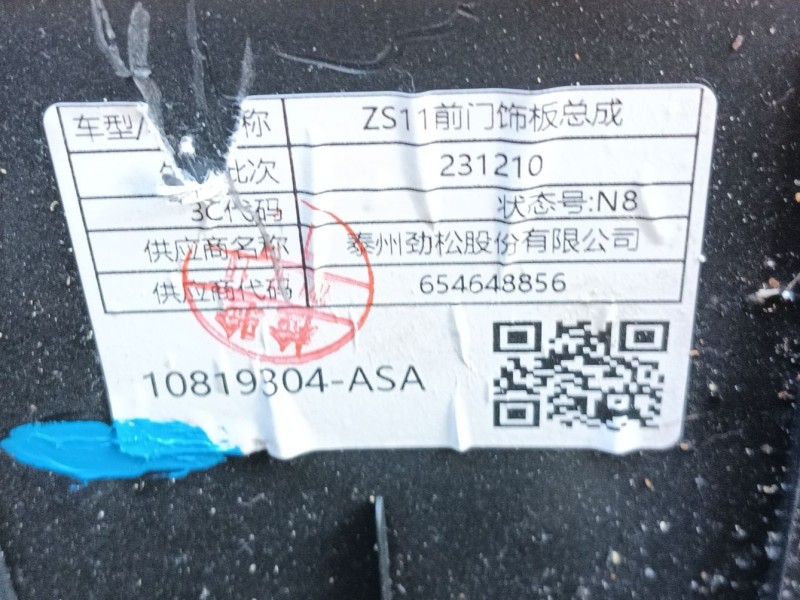 车型/ 称 ZS11前门饰板总成
批次 231210
3C代码 状态号:N8
供应商名称 泰州劲松股份有限公司
供应商代码 654648856
检验
10819304-ASA